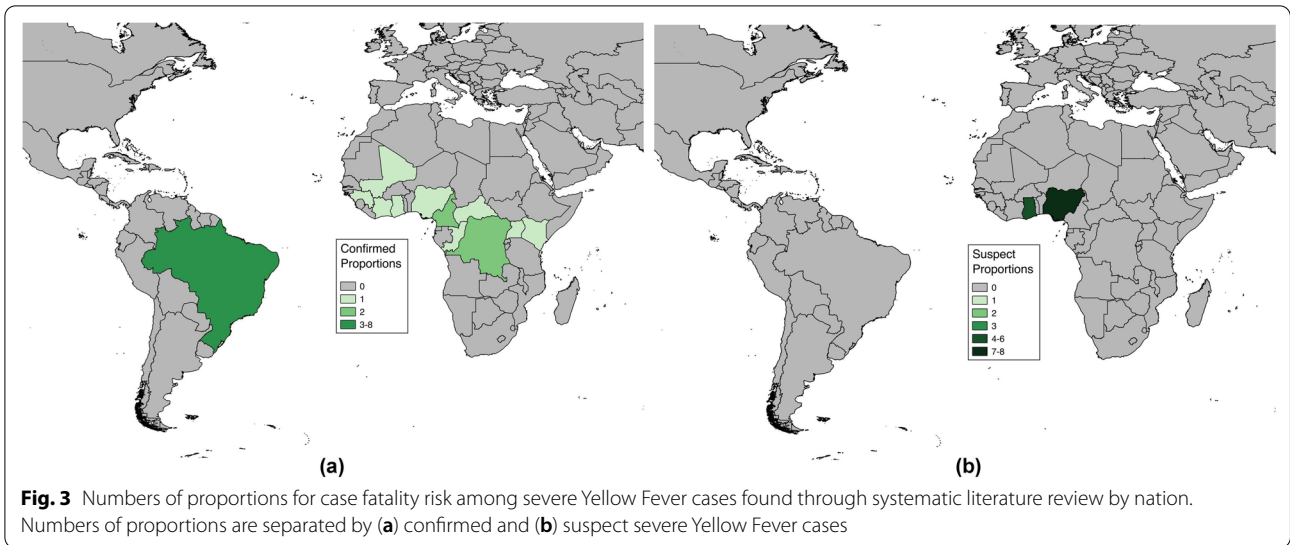 Confirmed
Proportions
0
1
2
3-8
(a)
Suspect
Proportions
0
1
2
3
4-6
7-8
(b)
Fig. 3 Numbers of proportions for case fatality risk among severe Yellow Fever cases found through systematic literature review by nation.
Numbers of proportions are separated by (a) confirmed and (b) suspect severe Yellow Fever cases